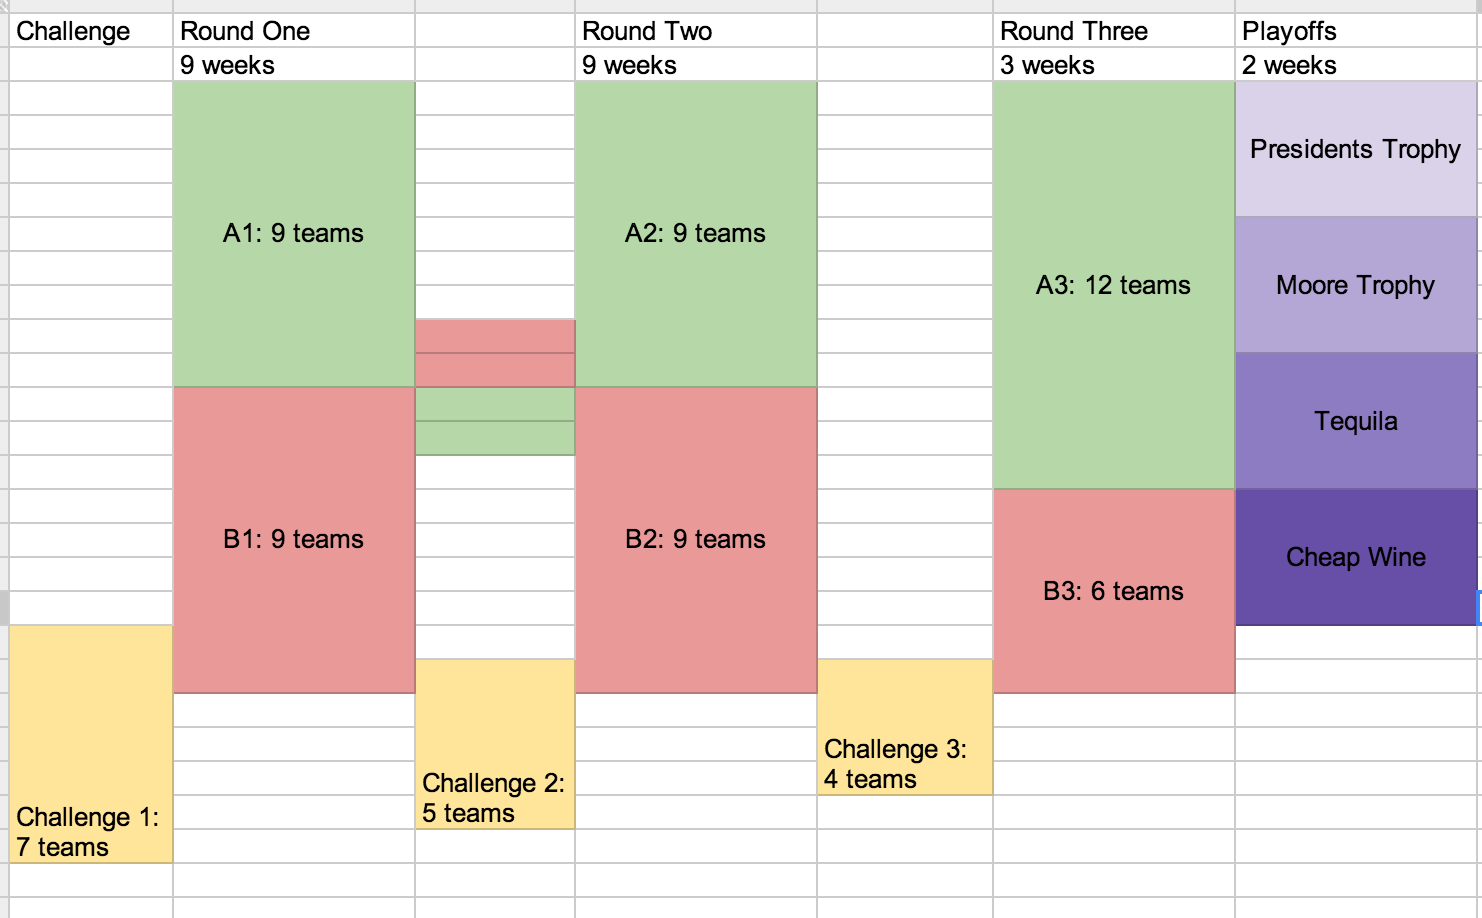 Challenge
Round One
Round Two
Round Three
Playoffs
9 weeks
9 weeks
3 weeks
2 weeks
Presidents Trophy
A1: 9 teams
A2: 9 teams
A3: 12 teams
Moore Trophy
Tequila
B1: 9 teams
B2: 9 teams
B3: 6 teams
Cheap Wine
Challenge 1:
7 teams
Challenge 2:
5 teams
Challenge 3:
4 teams